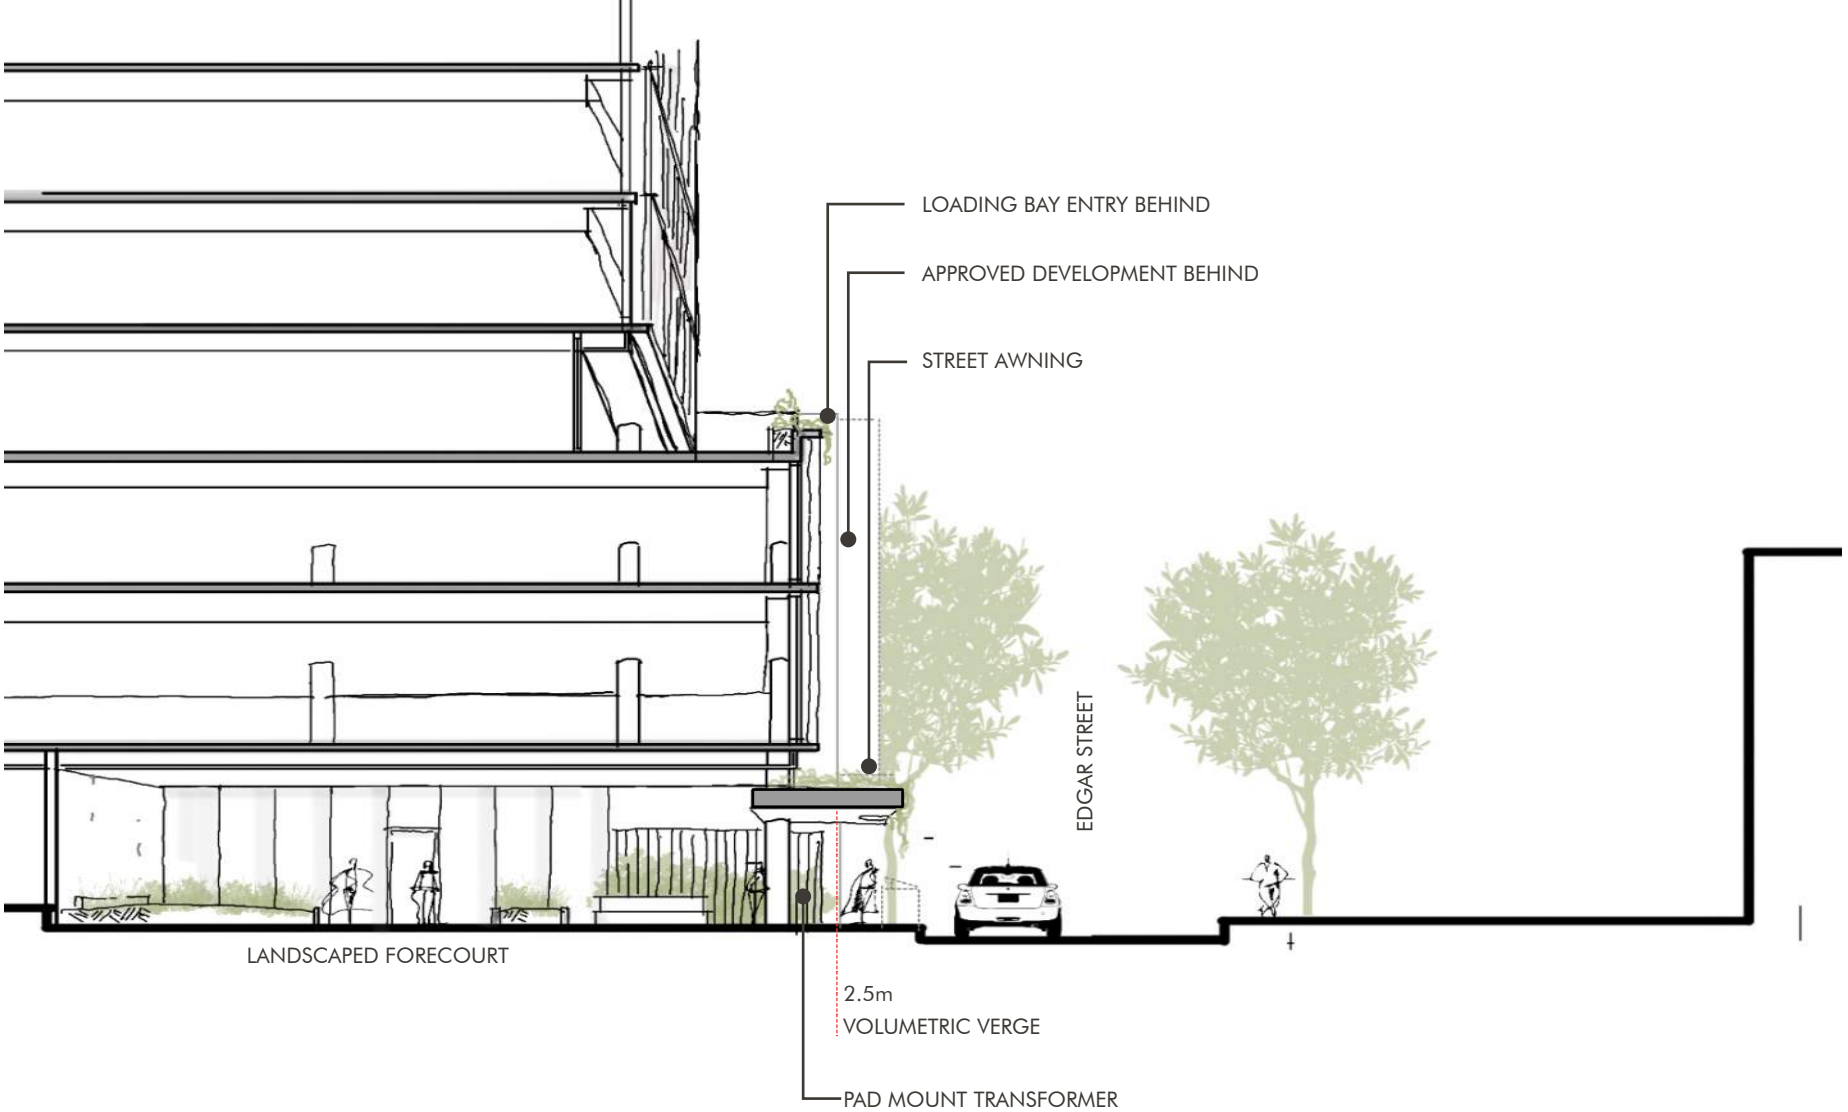 LOADING BAY ENTRY BEHIND
APPROVED DEVELOPMENT BEHIND
STREET AWNING
EDGAR STREET
LANDSCAPED FORECOURT
2.5m
VOLUMETRIC VERGE
PAD MOUNT TRANSFORMER